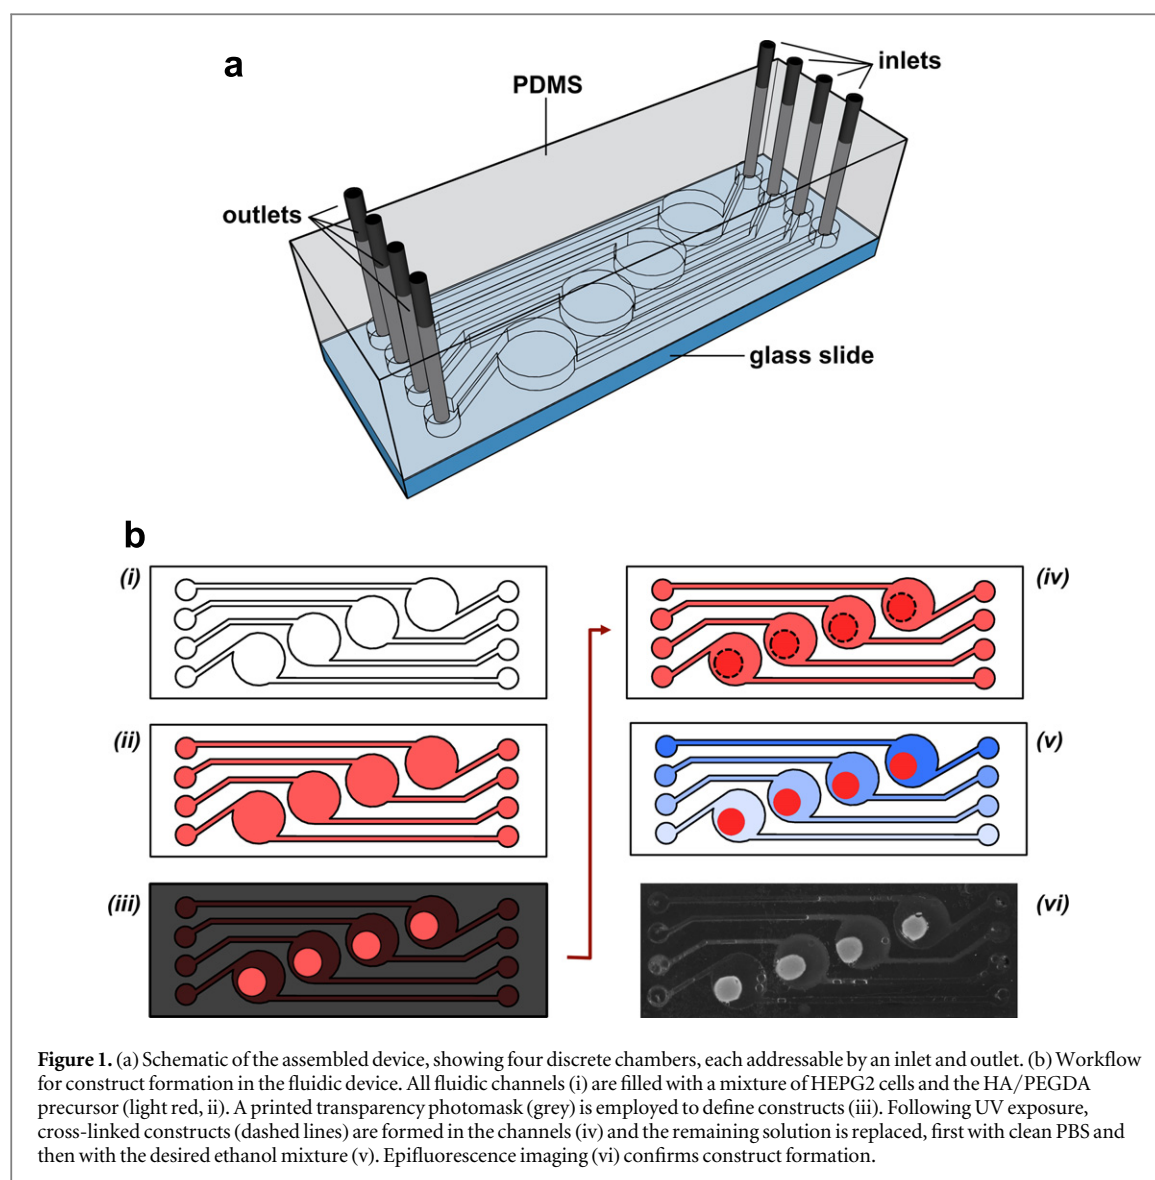 a
inlets
PDMS
outlets
glass slide
b
(i)
(iv)
(ii)
(v)
(iii)
(vi)
Figure 1. (a) Schematic of the assembled device, showing four discrete chambers, each addressable by an inlet and outlet. (b) Workflow
for construct formation in the fluidic device. All fluidic channels (i) are filled with a mixture of HEPG2 cells and the HA/PEGDA
precursor (light red, ii). A printed transparency photomask (grey) is employed to define constructs (iii). Following UV exposure,
cross-linked constructs (dashed lines) are formed in the channels (iv) and the remaining solution is replaced, first with clean PBS and
then with the desired ethanol mixture (v). Epifluorescence imaging (vi) confirms construct formation.